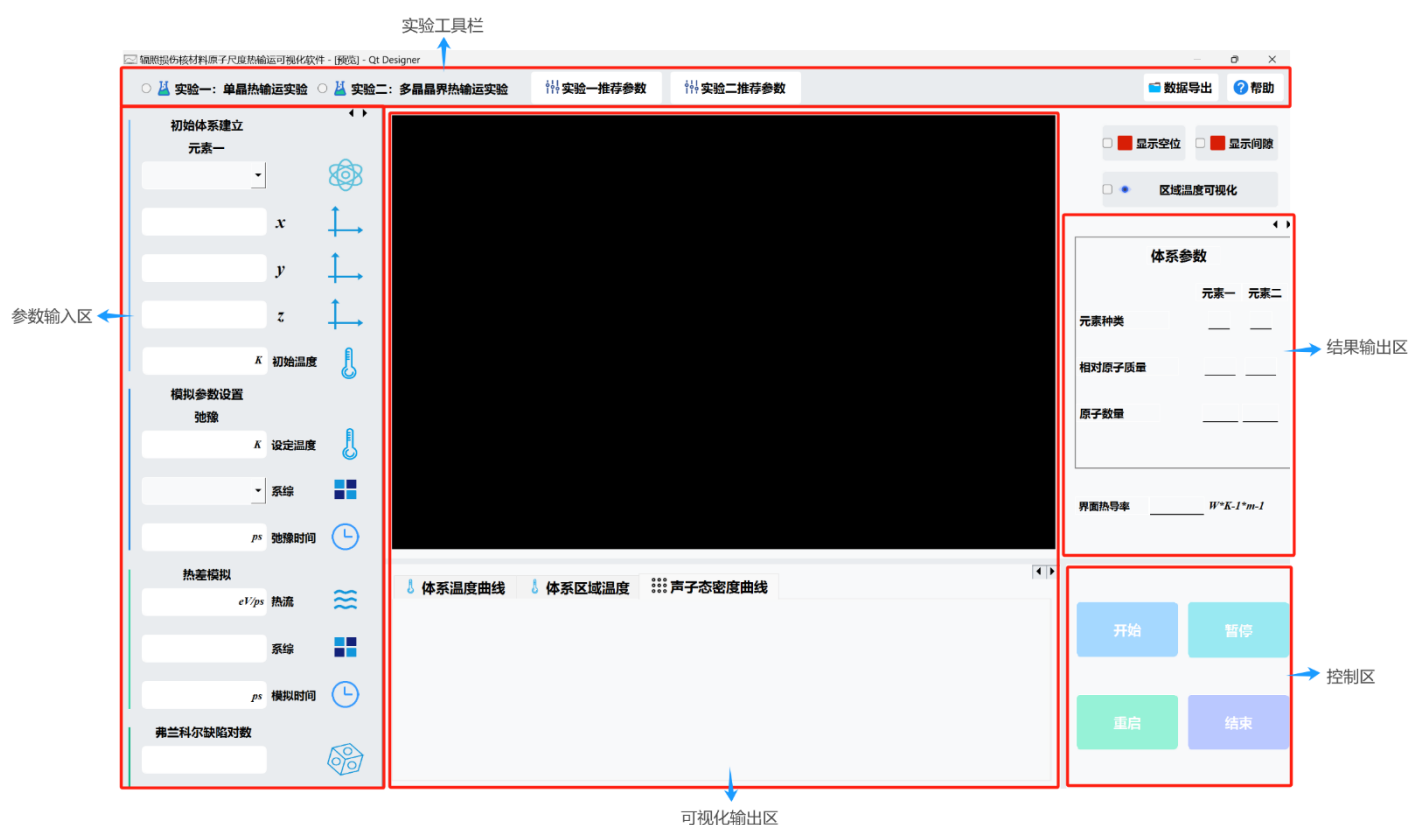 实验工具栏
辐照损伤核材料原子尺度热输运可视化软件 - [预览] - Qt Designer
实验一：单晶热输运实验 实验二：多晶晶界热输运实验 实验一推荐参数 实验二推荐参数 数据导出 帮助
初始体系建立
元素一
x
y
z
K 初始温度
模拟参数设置
弛豫
K 设定温度
系综
ps 弛豫时间
热差模拟
eV/ps 热流
系综
ps 模拟时间
弗兰科尔缺陷对数
参数输入区
体系温度曲线 体系区域温度 声子态密度曲线
可视化输出区
显示空位 显示间隙
区域温度可视化
体系参数
元素一 元素二
元素种类
相对原子质量
原子数量
界面热导率 W*K-1*m-1
结果输出区
开始 暂停
重启 结束
控制区